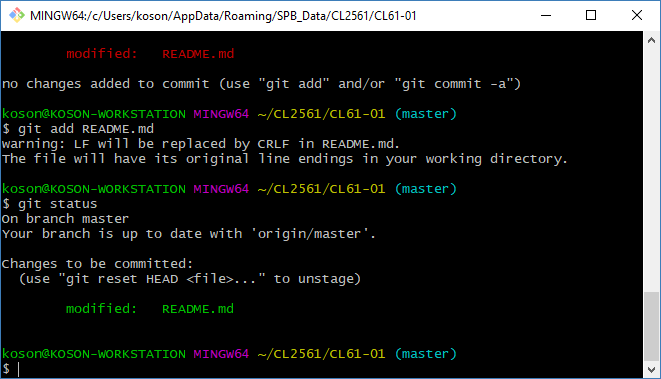 MINGW64:/c/Users/koson/AppData/Roaming/SPB_Data/CL2561/CL61-01
modified:   README.md
no changes added to commit (use "git add" and/or "git commit -a")
koson@KOSON-WORKSTATION MINGW64 ~/CL2561/CL61-01 (master)
$ git add README.md
warning: LF will be replaced by CRLF in README.md.
The file will have its original line endings in your working directory.
koson@KOSON-WORKSTATION MINGW64 ~/CL2561/CL61-01 (master)
$ git status
On branch master
Your branch is up to date with 'origin/master'.
Changes to be committed:
(use "git reset HEAD <file>..." to unstage)
modified:   README.md
koson@KOSON-WORKSTATION MINGW64 ~/CL2561/CL61-01 (master)
$